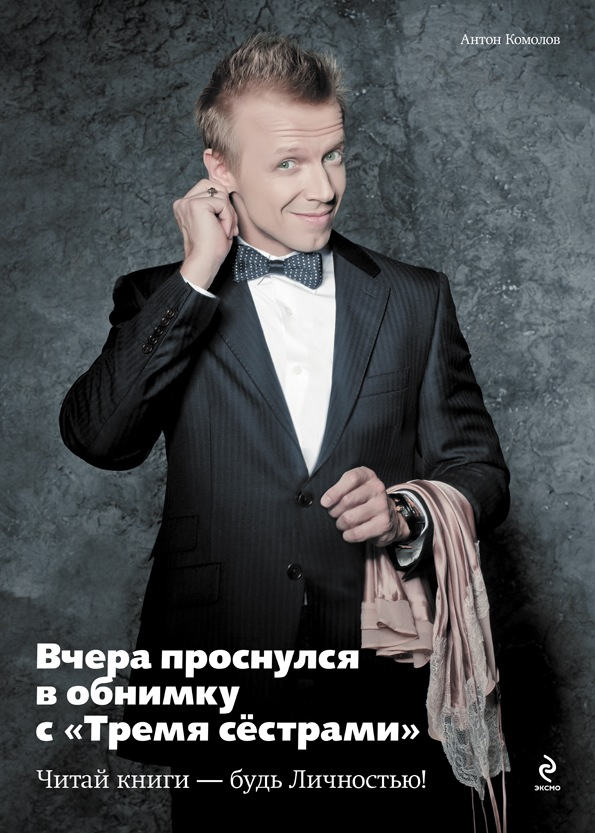 Антон Комолов
Вчера проснулся
в обнимку
с «Тремя сёстрами»
Читай книги — будь Личностью!
ЭКСМО